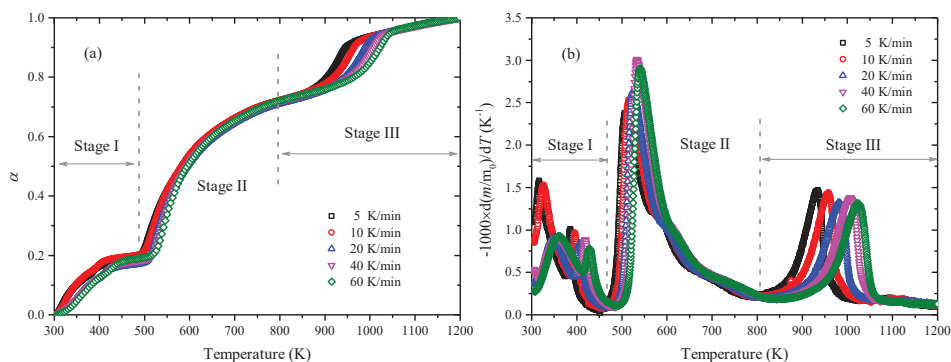 (a)
1.0
0.8
0.6
0.4
0.2
0.0
α
Stage I
Stage II
Stage III
5 K/min
10 K/min
20 K/min
40 K/min
60 K/min
300 400 500 600 700 800 900 1000 1100 1200
Temperature (K)
(b)
3.5
3.0
2.5
2.0
1.5
1.0
0.5
0.0
-1000×d(m/m₀)/dT (K⁻¹)
5 K/min
10 K/min
20 K/min
40 K/min
60 K/min
Stage I
Stage II
Stage III
300 400 500 600 700 800 900 1000 1100 1200
Temperature (K)